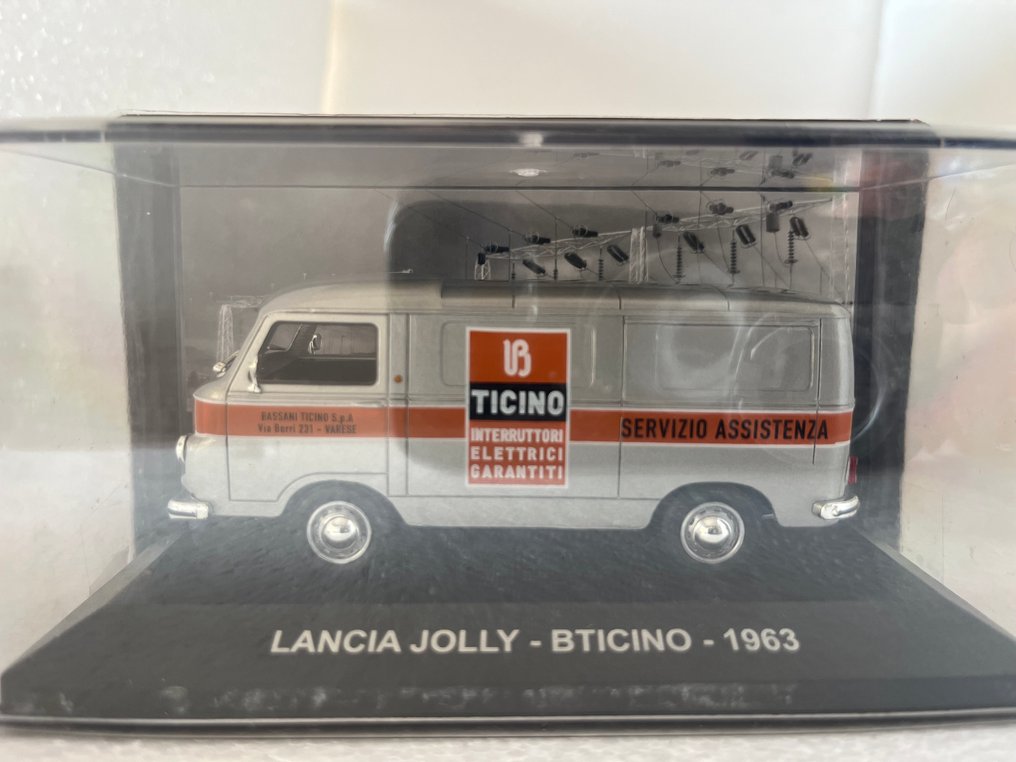 B
TICINO
INTERRUTTORI
ELETTRICI
GARANTITI
BASSANI TICINO S.p.A
Via Borri 231 - VARESE
SERVIZIO ASSISTENZA
LANCIA JOLLY - BTICINO - 1963